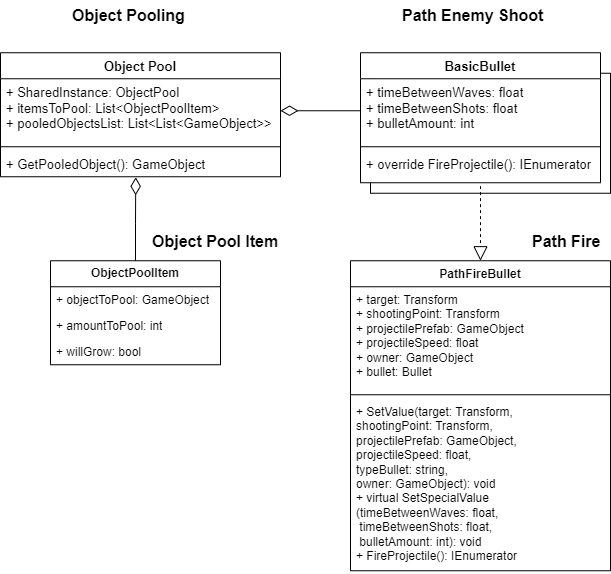 Object Pooling
Path Enemy Shoot
Object Pool
+ SharedInstance: ObjectPool
+ itemsToPool: List<ObjectPoolItem>
+ pooledObjectsList: List<List<GameObject>>
+ GetPooledObject(): GameObject
BasicBullet
+ timeBetweenWaves: float
+ timeBetweenShots: float
+ bulletAmount: int
+ override FireProjectile(): IEnumerator
Object Pool Item
ObjectPoolItem
+ objectToPool: GameObject
+ amountToPool: int
+ willGrow: bool
Path Fire
PathFireBullet
+ target: Transform
+ shootingPoint: Transform
+ projectilePrefab: GameObject
+ projectileSpeed: float
+ owner: GameObject
+ bullet: Bullet
+ SetValue(target: Transform,
shootingPoint: Transform,
projectilePrefab: GameObject,
projectileSpeed: float,
typeBullet: string,
owner: GameObject): void
+ virtual SetSpecialValue
(timeBetweenWaves: float,
timeBetweenShots: float,
bulletAmount: int): void
+ FireProjectile(): IEnumerator